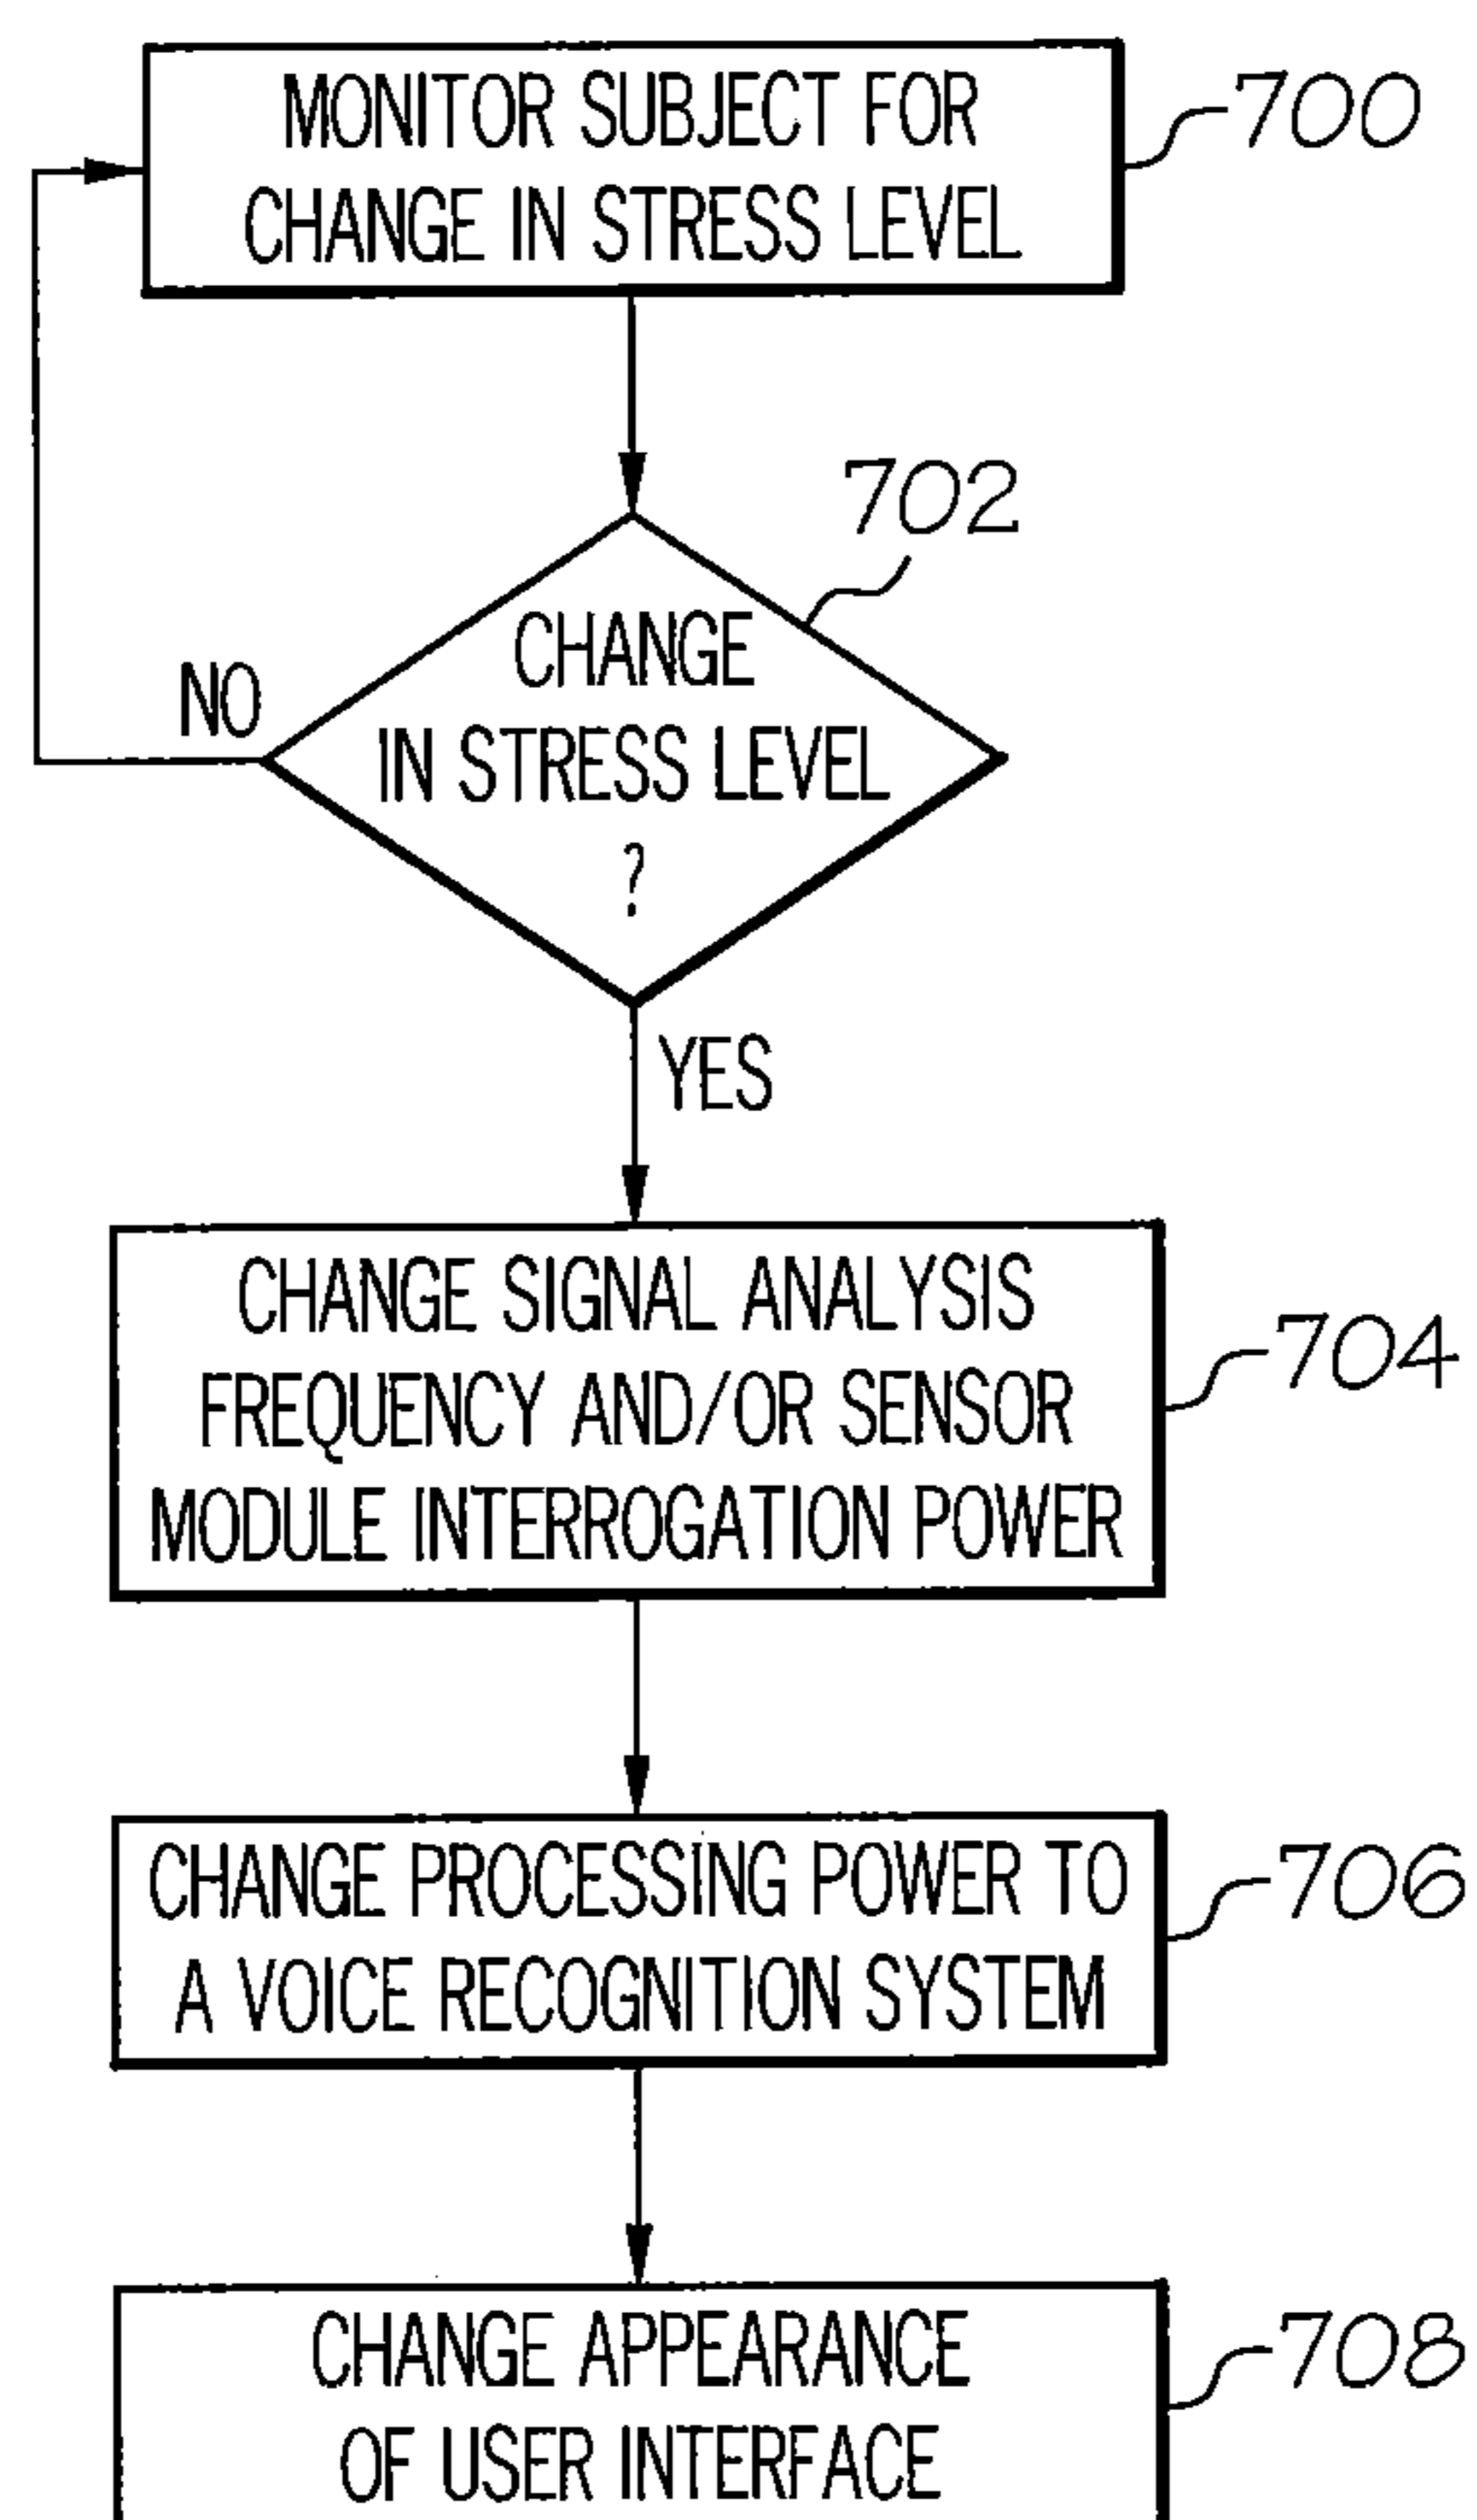 MONITOR SUBJECT FOR
CHANGE IN STRESS LEVEL
700
702
CHANGE
IN STRESS LEVEL
?
NO
YES
CHANGE SIGNAL ANALYSIS
FREQUENCY AND/OR SENSOR
MODULE INTERROGATION POWER
704
CHANGE PROCESSING POWER TO
A VOICE RECOGNITION SYSTEM
706
CHANGE APPEARANCE
OF USER INTERFACE
708